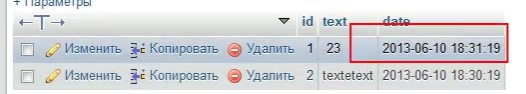 + Параметры
←T→ ▼ id text date
Изменить Копировать Удалить 1 23 2013-06-10 18:31:19
Изменить Копировать Удалить 2 textetext 2013-06-10 18:30:19